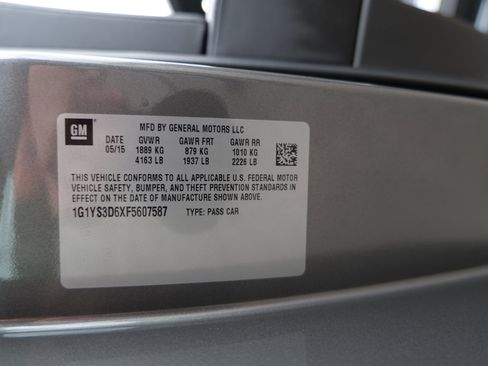 GM
MFD BY GENERAL MOTORS LLC
DATE GVWR GAWR FRT GAWR RR
05/15 1889 KG 879 KG 1010 KG
4163 LB 1937 LB 2226 LB
THIS VEHICLE CONFORMS TO ALL APPLICABLE U.S. FEDERAL MOTOR
VEHICLE SAFETY, BUMPER, AND THEFT PREVENTION STANDARDS IN
EFFECT ON THE DATE OF MANUFACTURE SHOWN ABOVE.
1G1YS3D6XF5607587 TYPE: PASS CAR